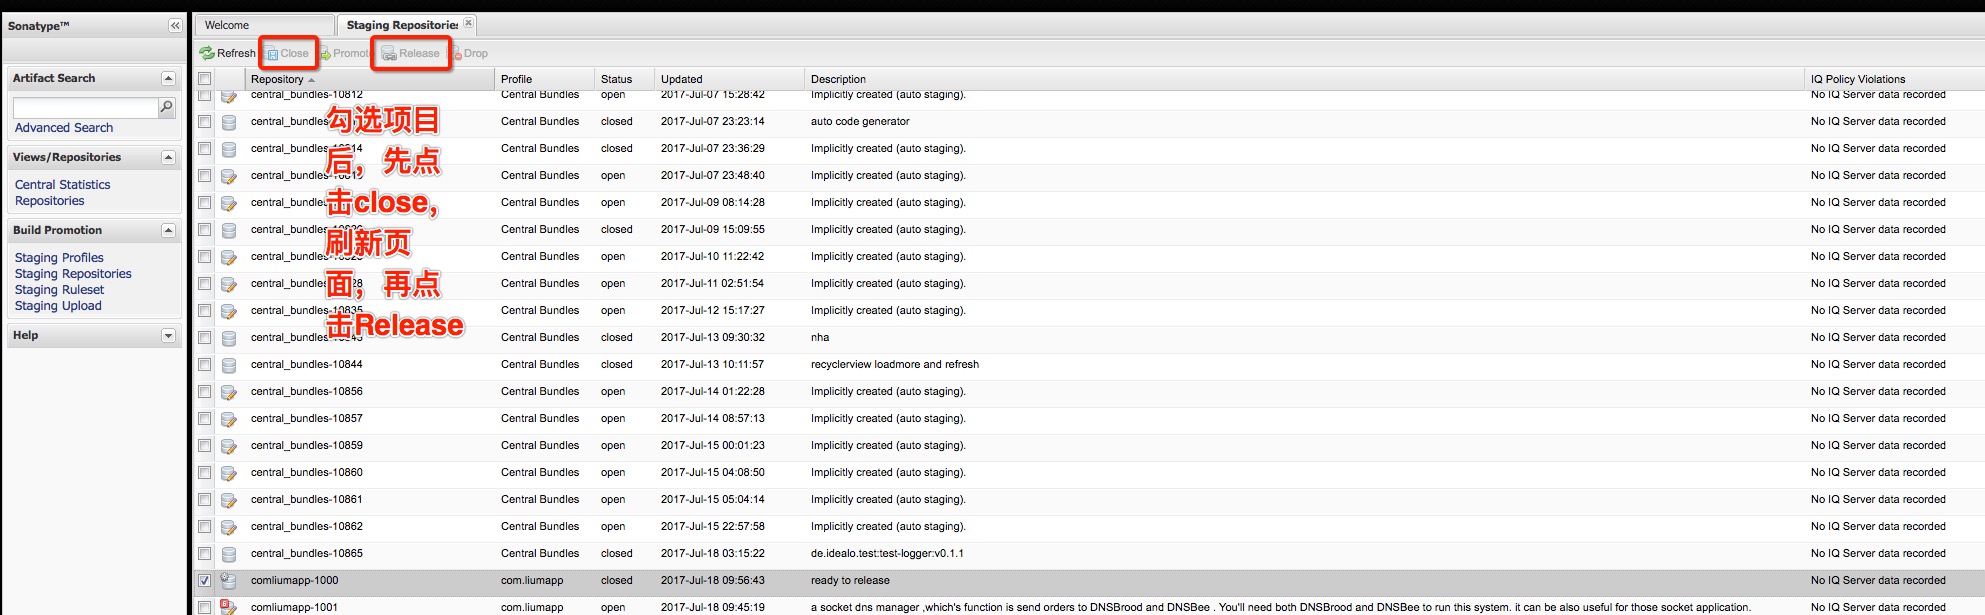 Sonatype™
Welcome
Staging Repositories
Refresh Close Promote Release Drop
Artifact Search
Advanced Search
Views/Repositories
Central Statistics
Repositories
Build Promotion
Staging Profiles
Staging Repositories
Staging Ruleset
Staging Upload
Help
Repository Profile Status Updated Description IQ Policy Violations
central_bundles-10812 Central Bundles open 2017-Jul-07 15:28:42 Implicitly created (auto staging). No IQ Server data recorded
Central Bundles closed 2017-Jul-07 23:23:14 auto code generator No IQ Server data recorded
Central Bundles closed 2017-Jul-07 23:36:29 Implicitly created (auto staging). No IQ Server data recorded
Central Bundles open 2017-Jul-07 23:48:40 Implicitly created (auto staging). No IQ Server data recorded
Central Bundles open 2017-Jul-09 08:14:28 Implicitly created (auto staging). No IQ Server data recorded
Central Bundles closed 2017-Jul-09 15:09:55 Implicitly created (auto staging). No IQ Server data recorded
Central Bundles open 2017-Jul-10 11:22:42 Implicitly created (auto staging). No IQ Server data recorded
Central Bundles open 2017-Jul-11 02:51:54 Implicitly created (auto staging). No IQ Server data recorded
Central Bundles open 2017-Jul-12 15:17:27 Implicitly created (auto staging). No IQ Server data recorded
Central Bundles closed 2017-Jul-13 09:30:32 nha No IQ Server data recorded
central_bundles-10844 Central Bundles closed 2017-Jul-13 10:11:57 recyclerview loadmore and refresh No IQ Server data recorded
central_bundles-10856 Central Bundles open 2017-Jul-14 01:22:28 Implicitly created (auto staging). No IQ Server data recorded
central_bundles-10857 Central Bundles open 2017-Jul-14 08:57:13 Implicitly created (auto staging). No IQ Server data recorded
central_bundles-10859 Central Bundles open 2017-Jul-15 00:01:23 Implicitly created (auto staging). No IQ Server data recorded
central_bundles-10860 Central Bundles open 2017-Jul-15 04:08:50 Implicitly created (auto staging). No IQ Server data recorded
central_bundles-10861 Central Bundles open 2017-Jul-15 05:04:14 Implicitly created (auto staging). No IQ Server data recorded
central_bundles-10862 Central Bundles open 2017-Jul-15 22:57:58 Implicitly created (auto staging). No IQ Server data recorded
central_bundles-10865 Central Bundles closed 2017-Jul-18 03:15:22 de.idealo.test:test-logger:v0.1.1 No IQ Server data recorded
comliumapp-1000 com.liumapp closed 2017-Jul-18 09:56:43 ready to release No IQ Server data recorded
comliumapp-1001 com.liumapp open 2017-Jul-18 09:45:19 a socket dns manager ,which's function is send orders to DNSBrood and DNSBee . You'll need both DNSBrood and DNSBee to run this system. it can be also useful for those socket application. No IQ Server data recorded
勾选项目
后，先点
击close，
刷新页
面，再点
击Release